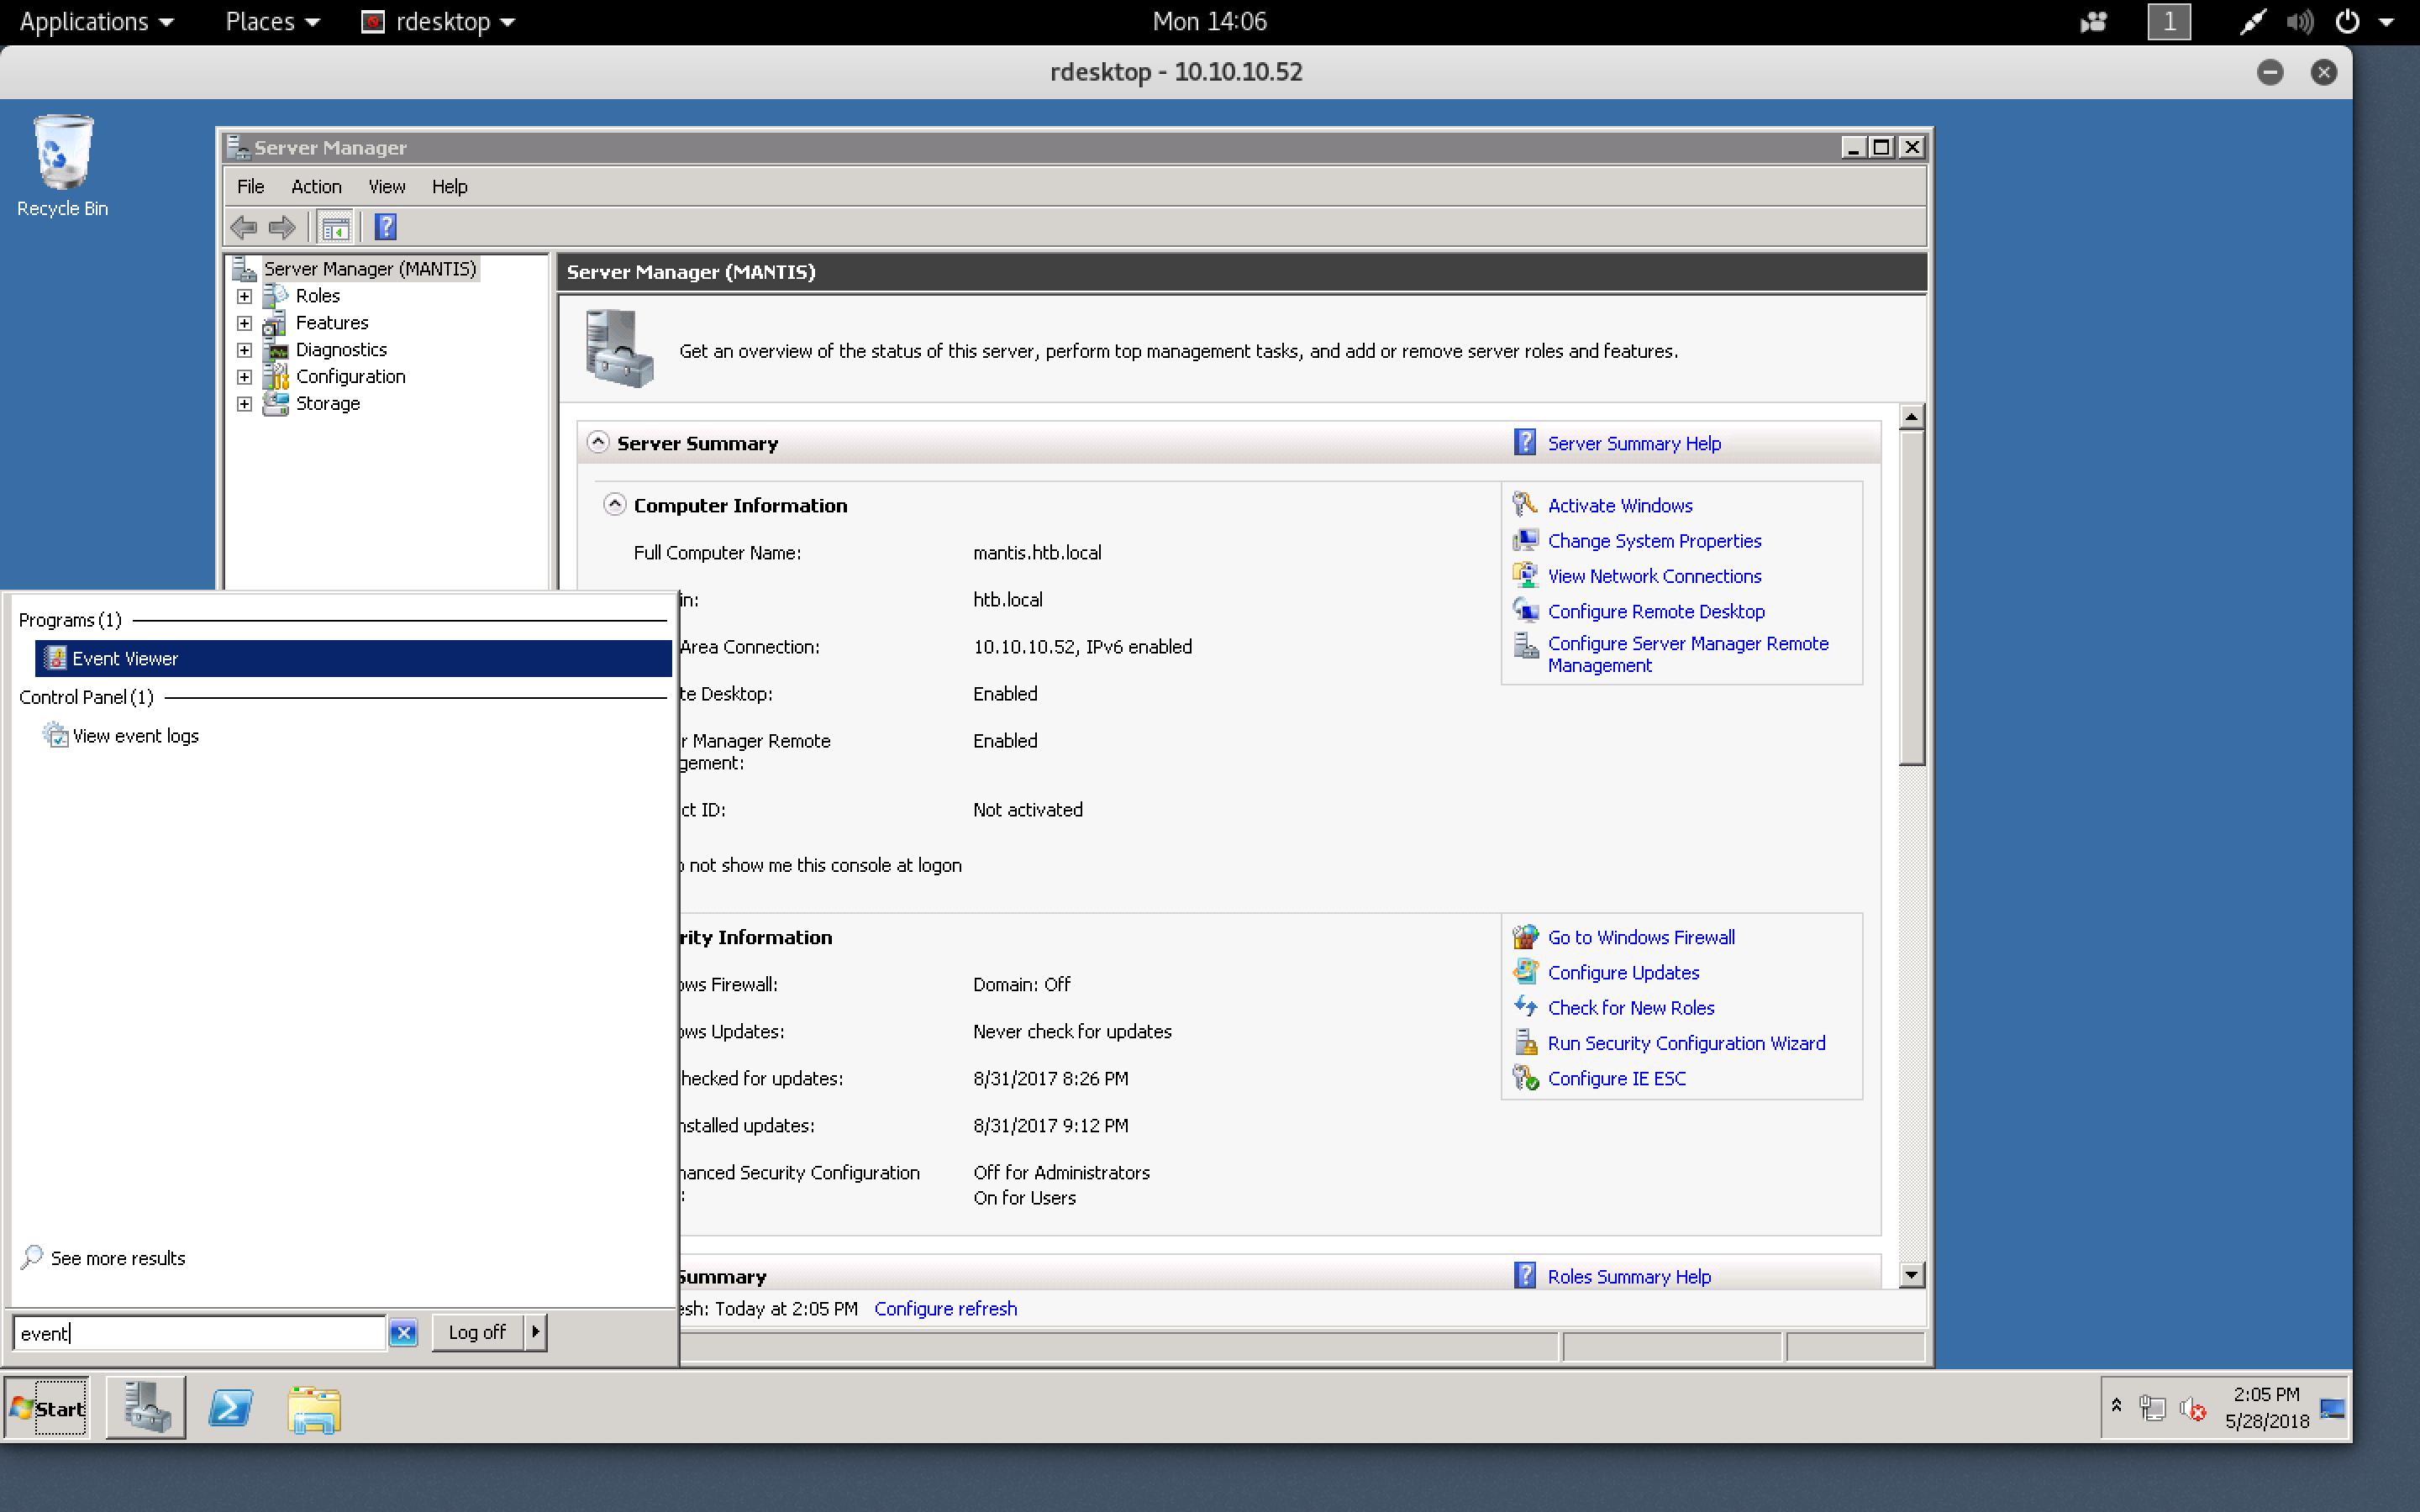 Applications Places rdesktop Mon 14:06 1
rdesktop - 10.10.10.52
Recycle Bin
Server Manager
File Action View Help
Server Manager (MANTIS)
Roles
Features
Diagnostics
Configuration
Storage
Server Manager (MANTIS)
Get an overview of the status of this server, perform top management tasks, and add or remove server roles and features.
Server Summary
Server Summary Help
Computer Information
Full Computer Name: mantis.htb.local
in: htb.local
Area Connection: 10.10.10.52, IPv6 enabled
te Desktop: Enabled
r Manager Remote Enabled
gement:
ct ID: Not activated
o not show me this console at logon
Activate Windows
Change System Properties
View Network Connections
Configure Remote Desktop
Configure Server Manager Remote
Management
rity Information
ows Firewall: Domain: Off
ows Updates: Never check for updates
hecked for updates: 8/31/2017 8:26 PM
nstalled updates: 8/31/2017 9:12 PM
hanced Security Configuration Off for Administrators
: On for Users
Go to Windows Firewall
Configure Updates
Check for New Roles
Run Security Configuration Wizard
Configure IE ESC
Summary
Roles Summary Help
esh: Today at 2:05 PM Configure refresh
Programs (1)
Event Viewer
Control Panel (1)
View event logs
See more results
event
Log off
Start
2:05 PM
5/28/2018